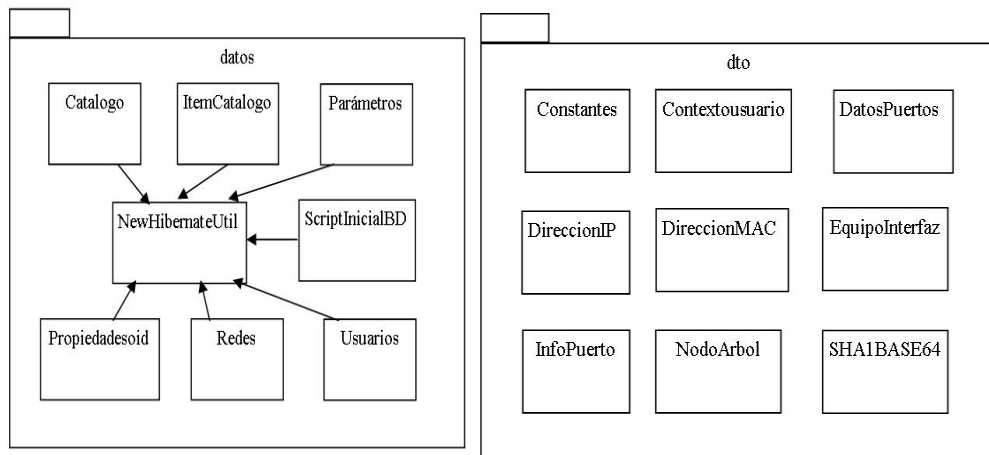 datos
Catalogo
ItemCatalogo
Parámetros
NewHibernateUtil
ScriptInicialBD
Propiedadesoid
Redes
Usuarios
dto
Constantes
Contextousuario
DatosPuertos
DireccionIP
DireccionMAC
EquipoInterfaz
InfoPuerto
NodoArbol
SHA1BASE64